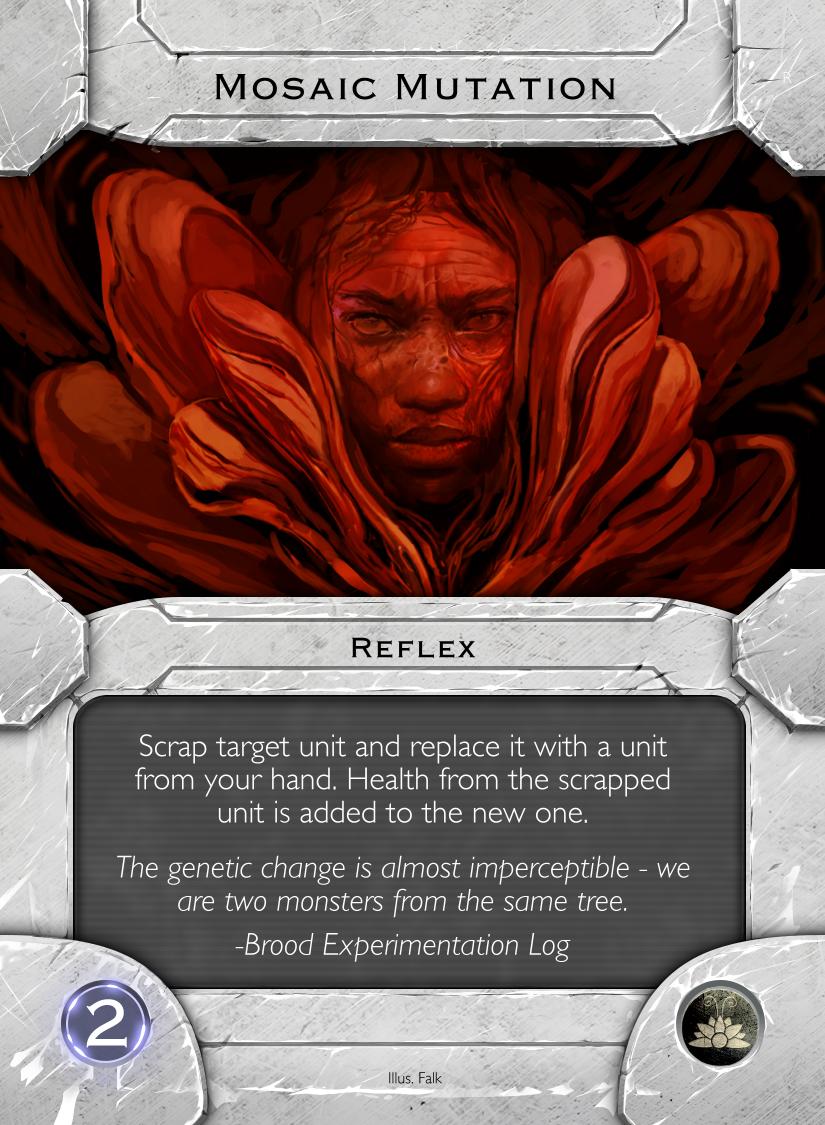 Mosaic Mutation
Reflex
Scrap target unit and replace it with a unit
from your hand. Health from the scrapped
unit is added to the new one.
The genetic change is almost imperceptible - we
are two monsters from the same tree.
-Brood Experimentation Log
2
Illus. Falk